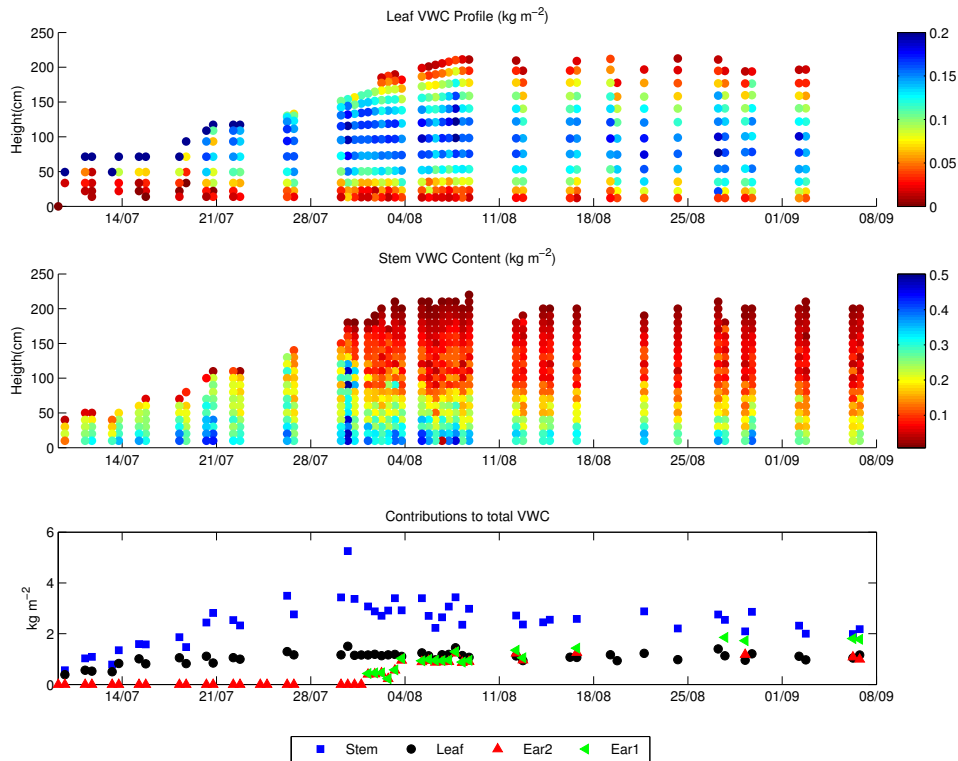 Leaf VWC Profile (kg m⁻²)
Height(cm)
250
200
150
100
50
0
14/07 21/07 28/07 04/08 11/08 18/08 25/08 01/09 08/09
0.2
0.15
0.1
0.05
0
Stem VWC Content (kg m⁻²)
Heigth(cm)
250
200
150
100
50
0
14/07 21/07 28/07 04/08 11/08 18/08 25/08 01/09 08/09
0.5
0.4
0.3
0.2
0.1
Contributions to total VWC
kg m⁻²
6
4
2
0
14/07 21/07 28/07 04/08 11/08 18/08 25/08 01/09 08/09
Stem Leaf Ear2 Ear1